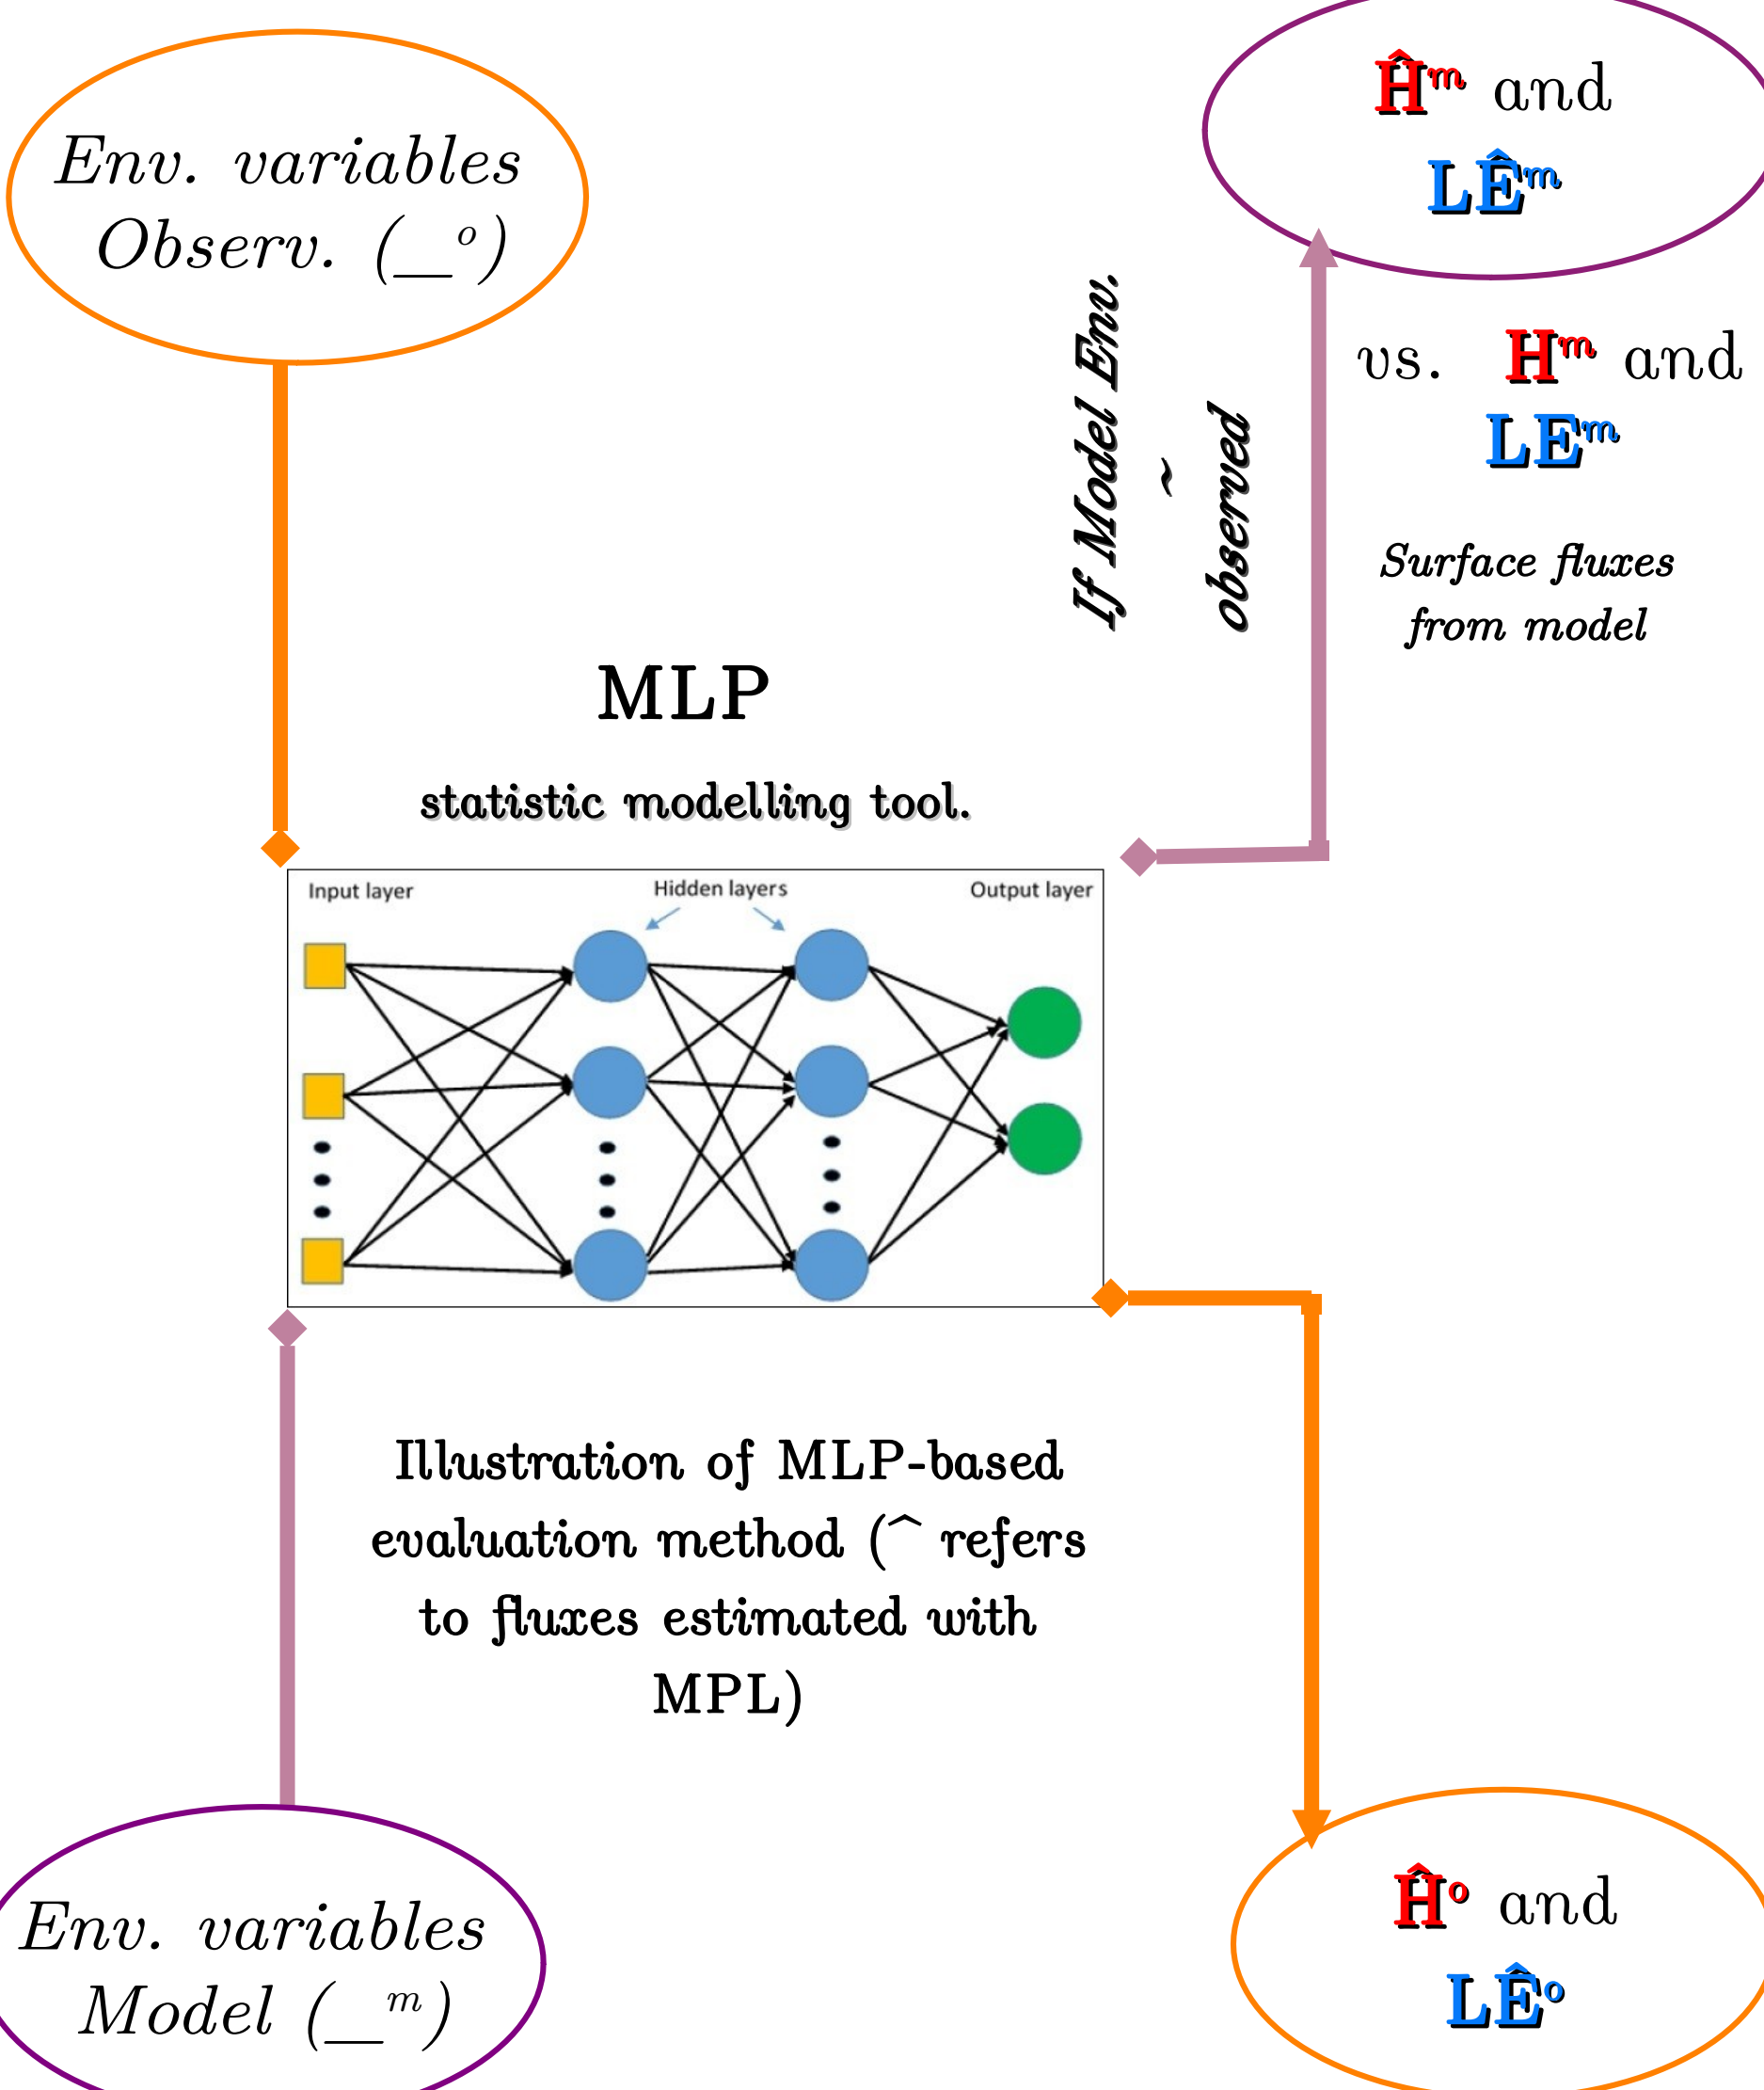 Env. variables
Observ. (__ᵒ)
Ĥᵐ and
LÊᵐ
vs. Hᵐ and
LEᵐ
Surface fluxes
from model
If Model Env.
~
observed
MLP
statistic modelling tool.
Input layer
Hidden layers
Output layer
Illustration of MLP-based
evaluation method (^ refers
to fluxes estimated with
MPL)
Env. variables
Model (__ᵐ)
Ĥᵒ and
LÊᵒ